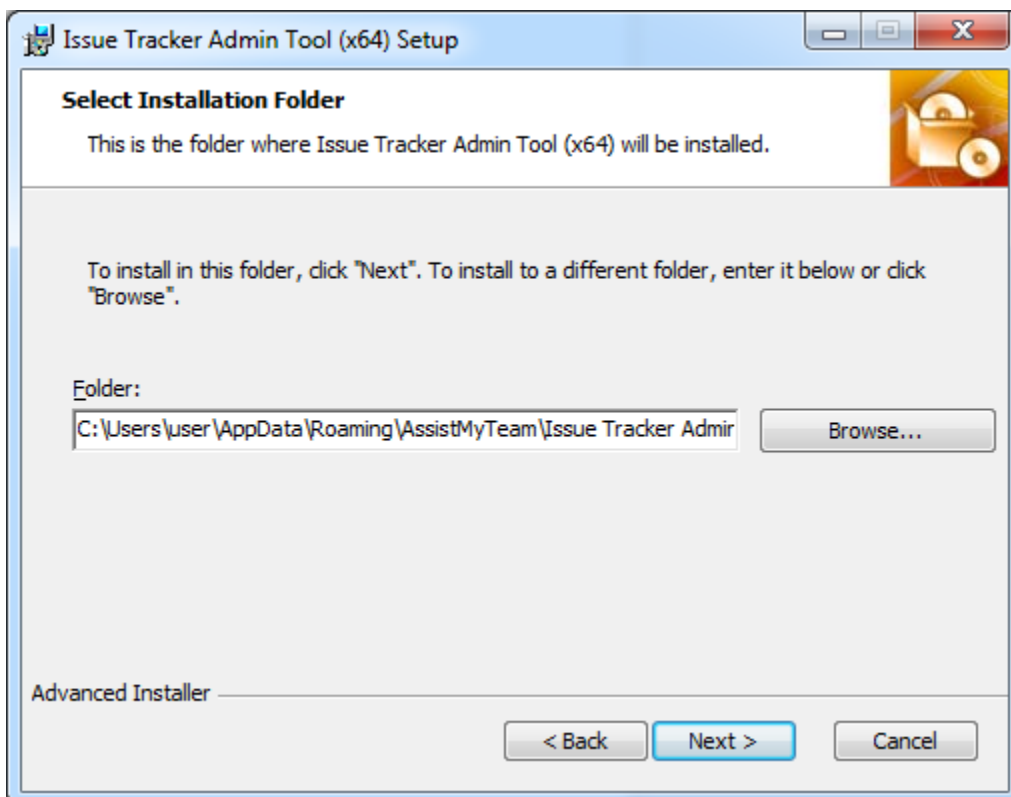 Issue Tracker Admin Tool (x64) Setup
Select Installation Folder
This is the folder where Issue Tracker Admin Tool (x64) will be installed.
To install in this folder, click "Next". To install to a different folder, enter it below or click
"Browse".
Folder:
C:\Users\user\AppData\Roaming\AssistMyTeam\Issue Tracker Admir
Browse...
Advanced Installer
< Back
Next >
Cancel